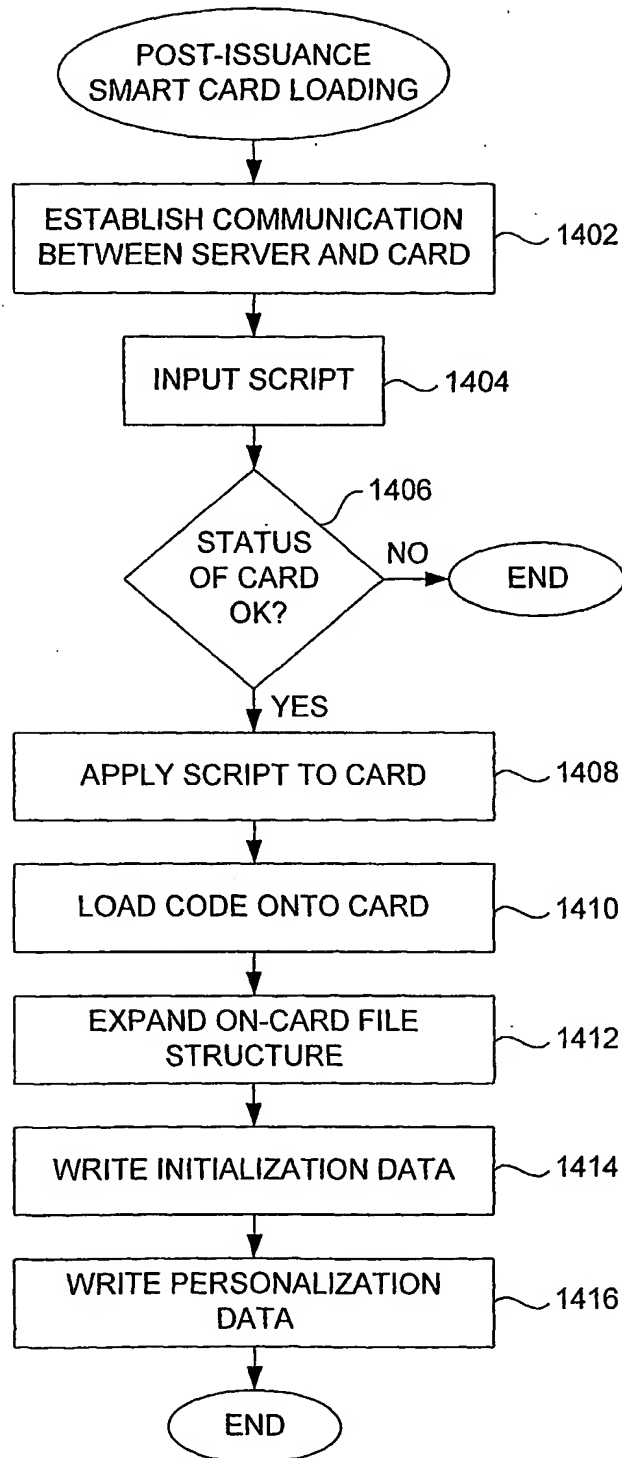 POST-ISSUANCE
SMART CARD LOADING
ESTABLISH COMMUNICATION
BETWEEN SERVER AND CARD
1402
INPUT SCRIPT
1404
1406
STATUS
OF CARD
OK?
NO
END
YES
APPLY SCRIPT TO CARD
1408
LOAD CODE ONTO CARD
1410
EXPAND ON-CARD FILE
STRUCTURE
1412
WRITE INITIALIZATION DATA
1414
WRITE PERSONALIZATION
DATA
1416
END